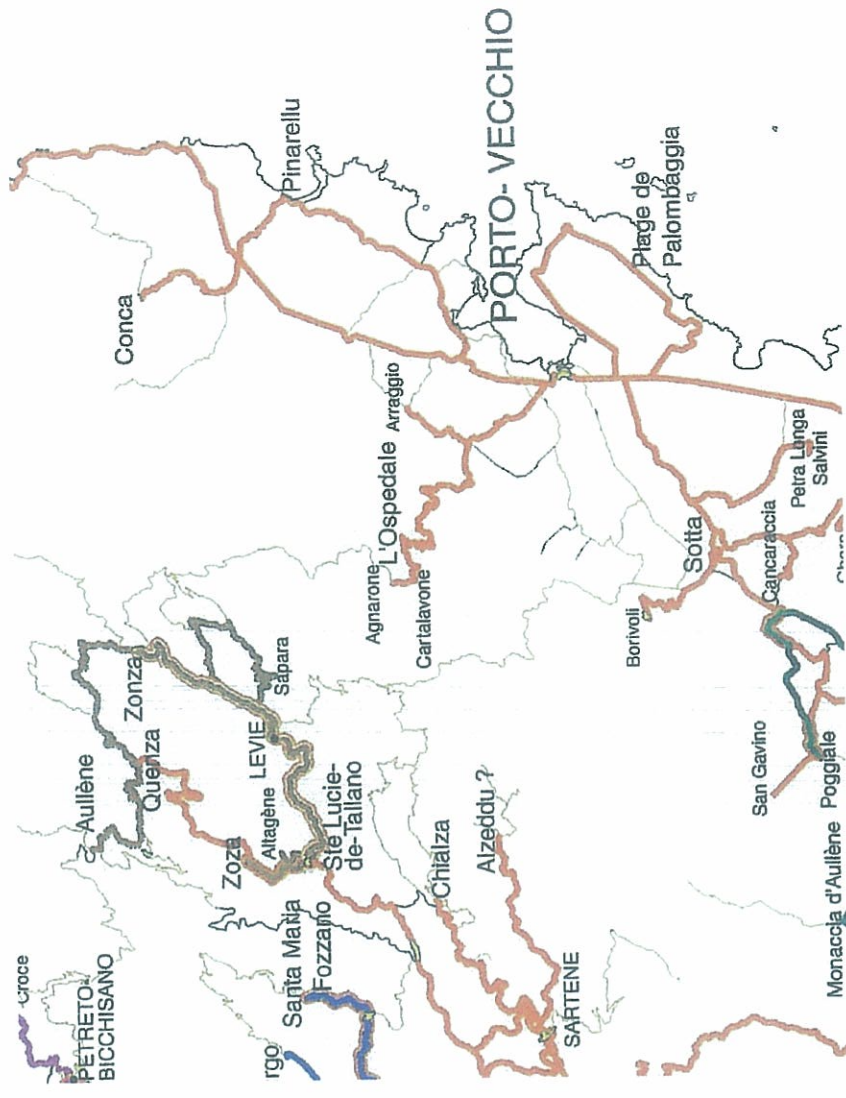 Croce
PETRETO-
BICCHISANO
Aullène
Quenza
Zonza
Conca
Zoza
Altagène
LEVIE
Sapara
Pinarellu
rgo
Santa Maria
Fozzano
Ste Lucie-
de-Tallano
Agnarone
L'Ospedale
Arraggio
Cartalavone
Chialza
Alzeddu ?
PORTO-VECCHIO
SARTENE
Borivoli
Sotta
Plage de
Palombaggia
San Gavino
Cancaraccia
Petra Longa
Salvini
Monaccia d'Aullène
Poggiale